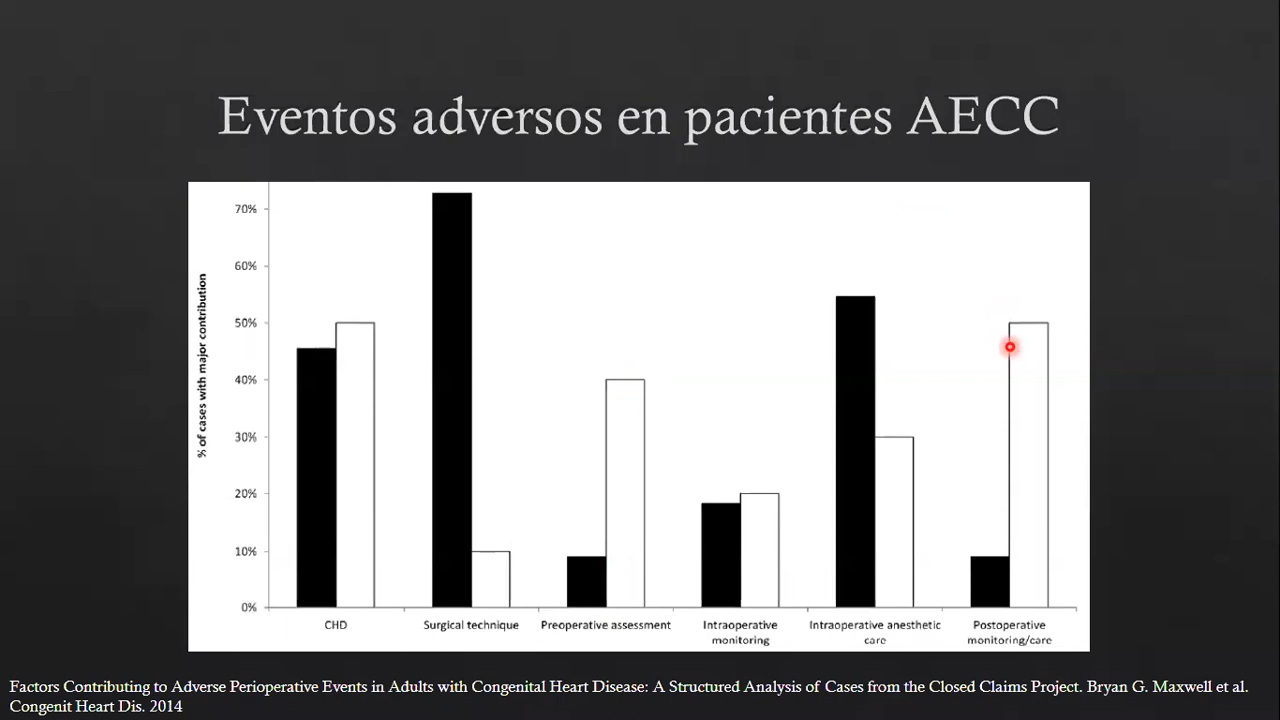 Eventos adversos en pacientes AECC
% of cases with major contribution
70%
60%
50%
40%
30%
20%
10%
0%
CHD
Surgical technique
Preoperative assessment
Intraoperative
monitoring
Intraoperative anesthetic
care
Postoperative
monitoring/care
Factors Contributing to Adverse Perioperative Events in Adults with Congenital Heart Disease: A Structured Analysis of Cases from the Closed Claims Project. Bryan G. Maxwell et al.
Congenit Heart Dis. 2014